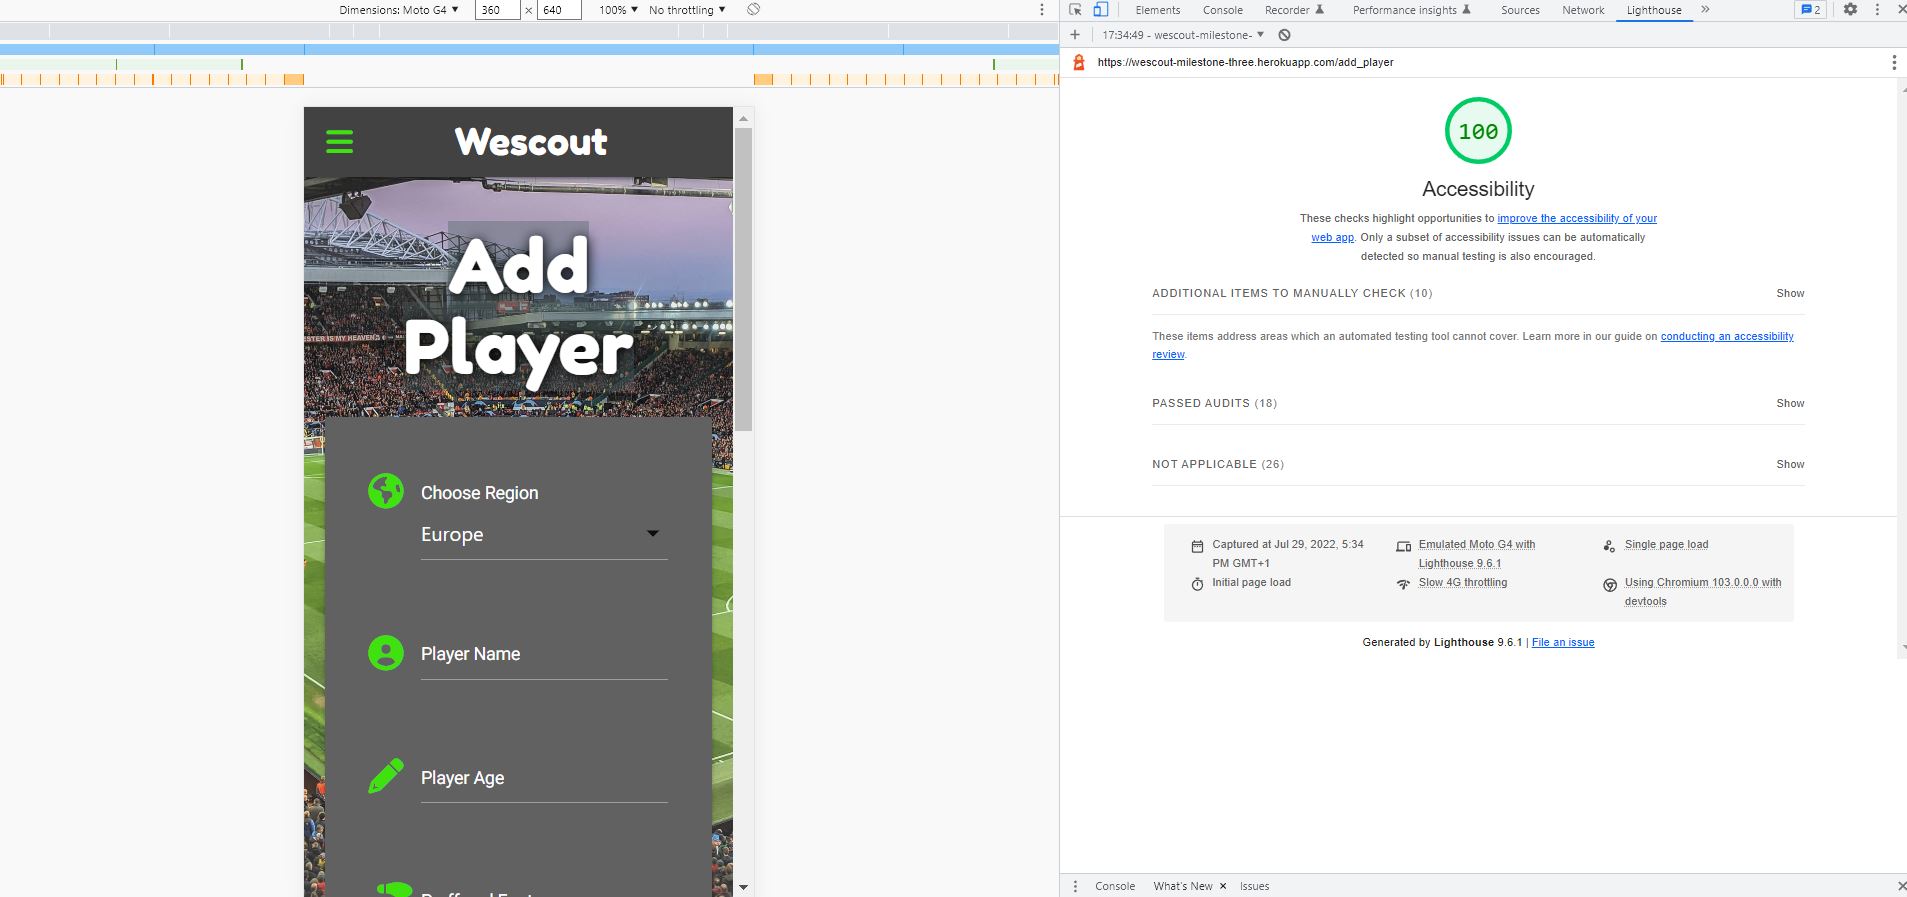 Dimensions: Moto G4 360 × 640 100% No throttling
Elements Console Recorder Performance insights Sources Network Lighthouse » 2
+ 17:34:49 - wescout-milestone-
https://wescout-milestone-three.herokuapp.com/add_player
Wescout
Add
Player
Choose Region
Europe
Player Name
Player Age
100
Accessibility
These checks highlight opportunities to improve the accessibility of your
web app. Only a subset of accessibility issues can be automatically
detected so manual testing is also encouraged.
ADDITIONAL ITEMS TO MANUALLY CHECK (10) Show
These items address areas which an automated testing tool cannot cover. Learn more in our guide on conducting an accessibility
review.
PASSED AUDITS (18) Show
NOT APPLICABLE (26) Show
Captured at Jul 29, 2022, 5:34
PM GMT+1
Initial page load
Emulated Moto G4 with
Lighthouse 9.6.1
Slow 4G throttling
Single page load
Using Chromium 103.0.0.0 with
devtools
Generated by Lighthouse 9.6.1 | File an issue
Console What's New × Issues